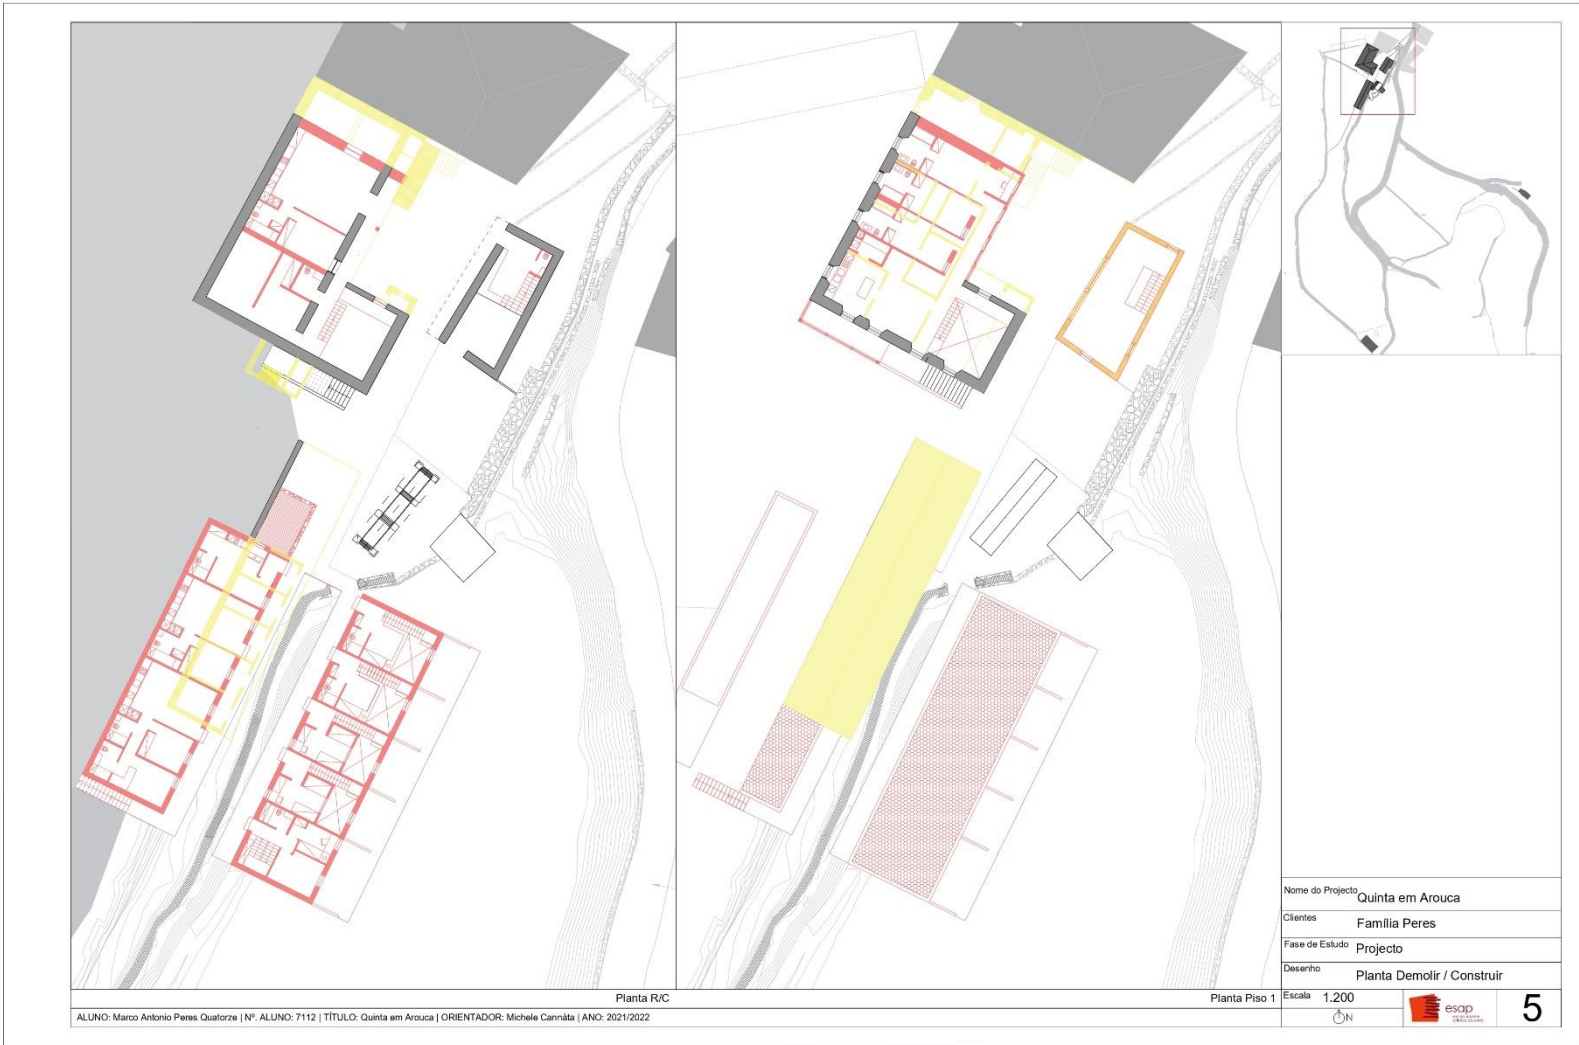 Nome do Projecto Quinta em Arouca
Clientes Família Peres
Fase de Estudo Projecto
Desenho Planta Demolir / Construir
Planta R/C
Planta Piso 1
Escala 1.200
N
esap
5
ALUNO: Marco Antonio Peres Quatorze | Nº. ALUNO: 7112 | TÍTULO: Quinta em Arouca | ORIENTADOR: Michele Cannàta | ANO: 2021/2022